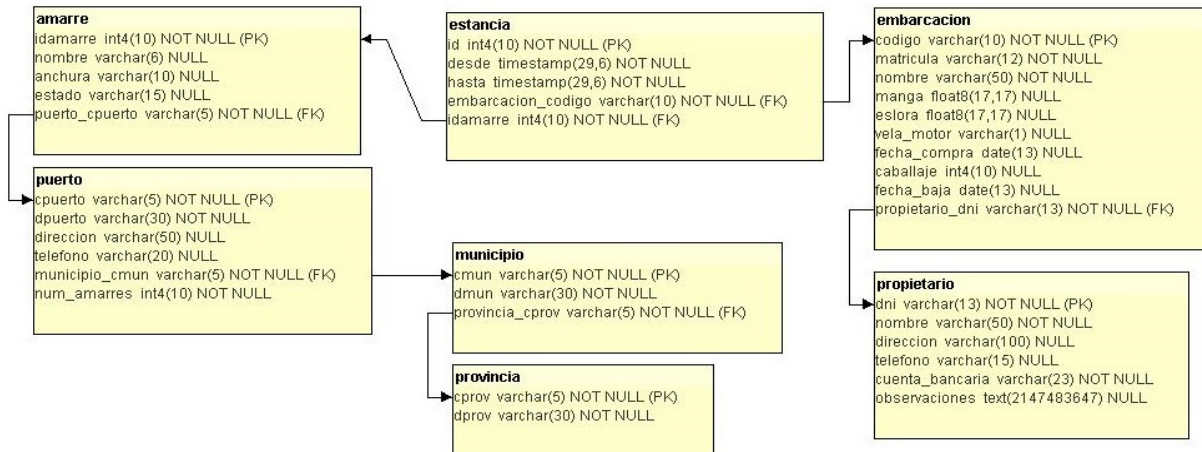 amarre
idamarre int4(10) NOT NULL (PK)
nombre varchar(6) NULL
anchura varchar(10) NULL
estado varchar(15) NULL
puerto_cpuerto varchar(5) NOT NULL (FK)
estancia
id int4(10) NOT NULL (PK)
desde timestamp(29,6) NOT NULL
hasta timestamp(29,6) NOT NULL
embarcacion_codigo varchar(10) NOT NULL (FK)
idamarre int4(10) NOT NULL (FK)
embarcacion
codigo varchar(10) NOT NULL (PK)
matricula varchar(12) NOT NULL
nombre varchar(50) NOT NULL
manga float8(17,17) NULL
eslora float8(17,17) NULL
vela_motor varchar(1) NULL
fecha_compra date(13) NULL
caballaje int4(10) NULL
fecha_baja date(13) NULL
propietario_dni varchar(13) NOT NULL (FK)
puerto
cpuerto varchar(5) NOT NULL (PK)
dpuerto varchar(30) NOT NULL
direccion varchar(50) NULL
telefono varchar(20) NULL
municipio_cmun varchar(5) NOT NULL (FK)
num_amarres int4(10) NOT NULL
municipio
cmun varchar(5) NOT NULL (PK)
dmun varchar(30) NOT NULL
provincia_cprov varchar(5) NOT NULL (FK)
provincia
cprov varchar(5) NOT NULL (PK)
dprov varchar(30) NOT NULL
propietario
dni varchar(13) NOT NULL (PK)
nombre varchar(50) NOT NULL
direccion varchar(100) NULL
telefono varchar(15) NULL
cuenta_bancaria varchar(23) NOT NULL
observaciones text(2147483647) NULL